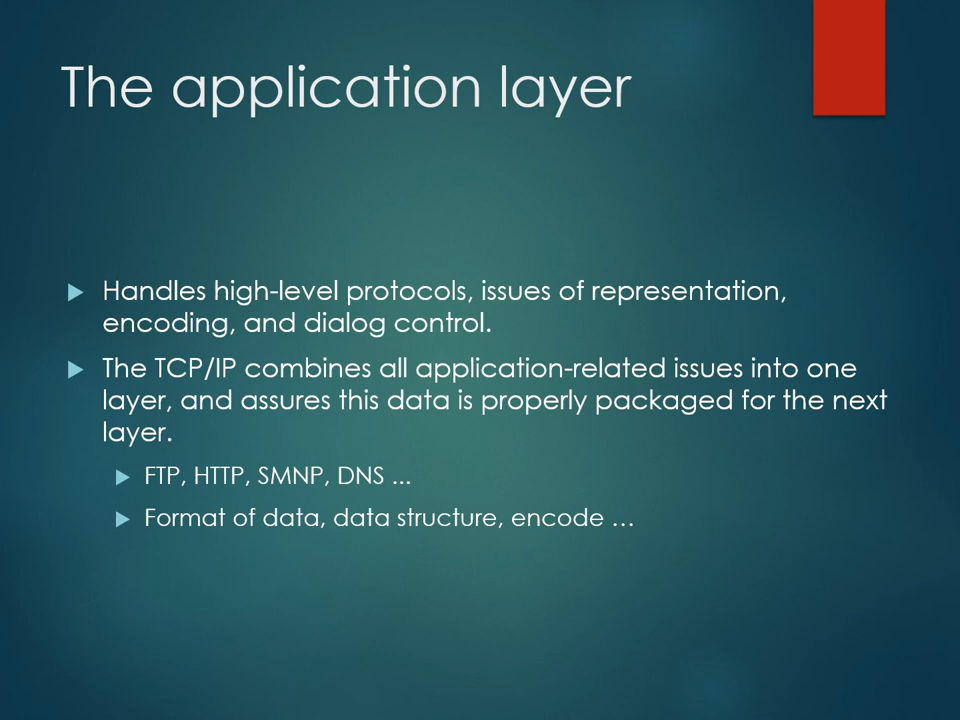 The application layer
Handles high-level protocols, issues of representation,
encoding, and dialog control.
The TCP/IP combines all application-related issues into one
layer, and assures this data is properly packaged for the next
layer.
FTP, HTTP, SMNP, DNS ...
Format of data, data structure, encode …